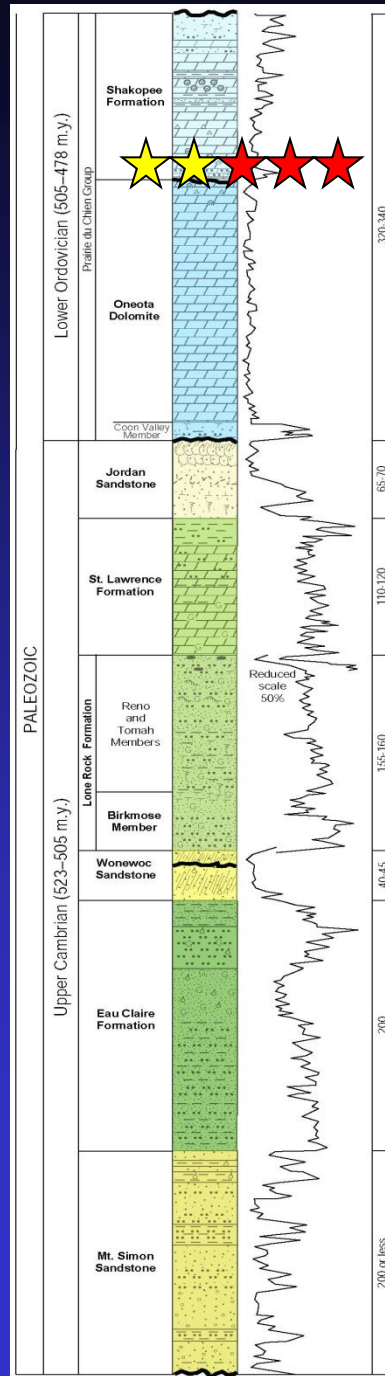 Shakopee
Formation
Lower Ordovician (505–478 m.y.)
Prairie du Chien Group
320-340
Oneota
Dolomite
Coon Valley
Member
Jordan
Sandstone
65-70
St. Lawrence
Formation
110-120
PALEOZOIC
Upper Cambrian (523–505 m.y.)
Lone Rock Formation
Reno
and
Tomah
Members
Reduced
scale
50%
155-160
Birkmose
Member
Wonewoc
Sandstone
40-45
Eau Claire
Formation
200
Mt. Simon
Sandstone
200 or less